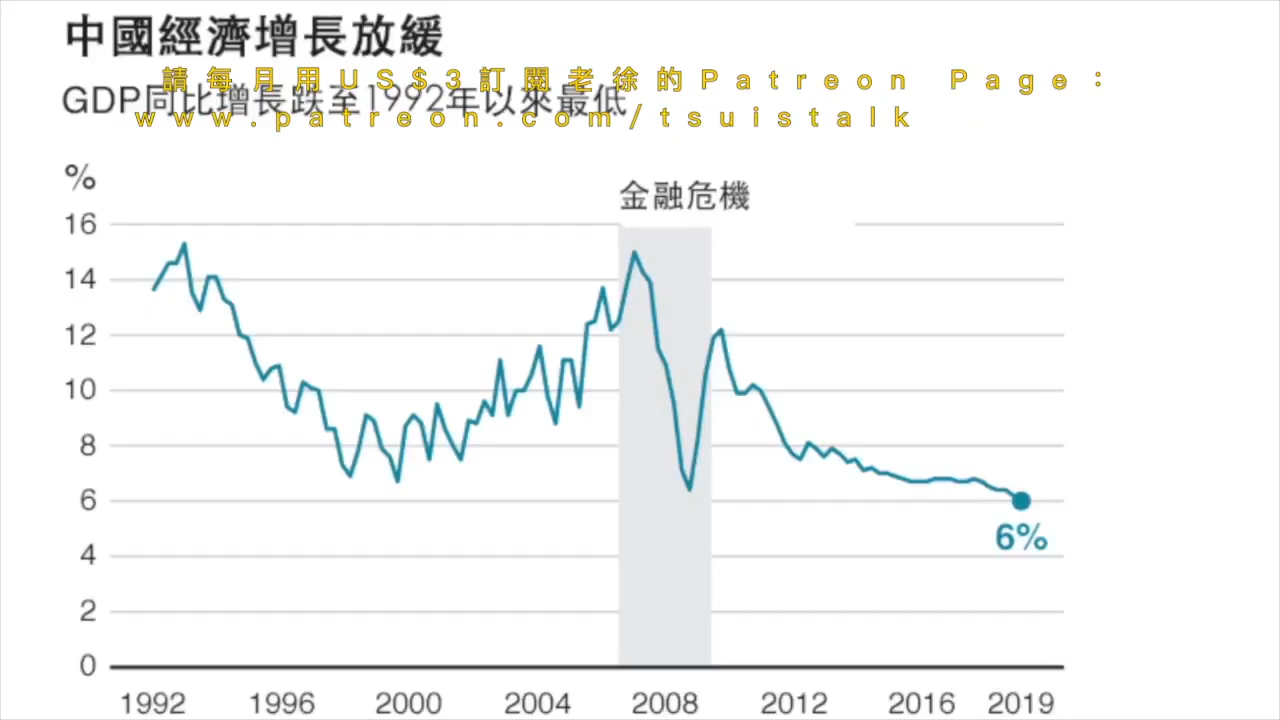 中國經濟增長放緩
請每月用US$3訂閱老徐的Patreon Page：
GDP同比增長跌至1992年以來最低
www.patreon.com/tsuistalk
%
金融危機
16
14
12
10
8
6
6%
4
2
0
1992 1996 2000 2004 2008 2012 2016 2019